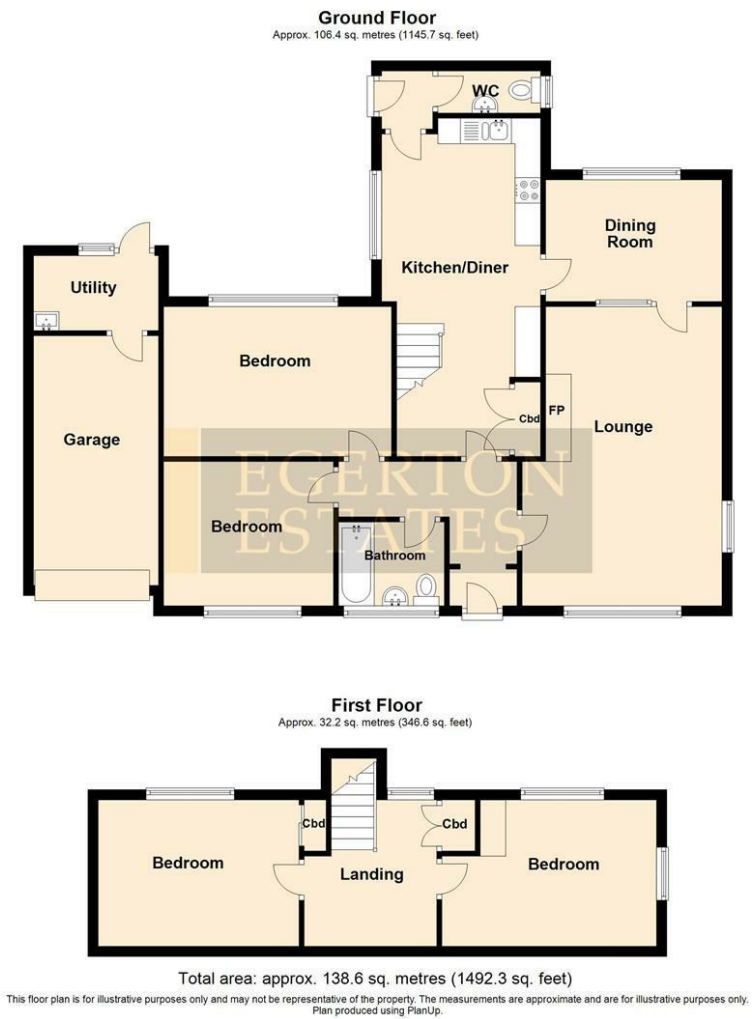 Ground Floor
Approx. 106.4 sq. metres (1145.7 sq. feet)
WC
Dining
Room
Kitchen/Diner
Utility
Bedroom
Garage
Cbd
FP
Lounge
EGERTON
ESTATES
Bedroom
Bathroom
First Floor
Approx. 32.2 sq. metres (346.6 sq. feet)
Cbd
Cbd
Bedroom
Landing
Bedroom
Total area: approx. 138.6 sq. metres (1492.3 sq. feet)
This floor plan is for illustrative purposes only and may not be representative of the property. The measurements are approximate and are for illustrative purposes only.
Plan produced using PlanUp.